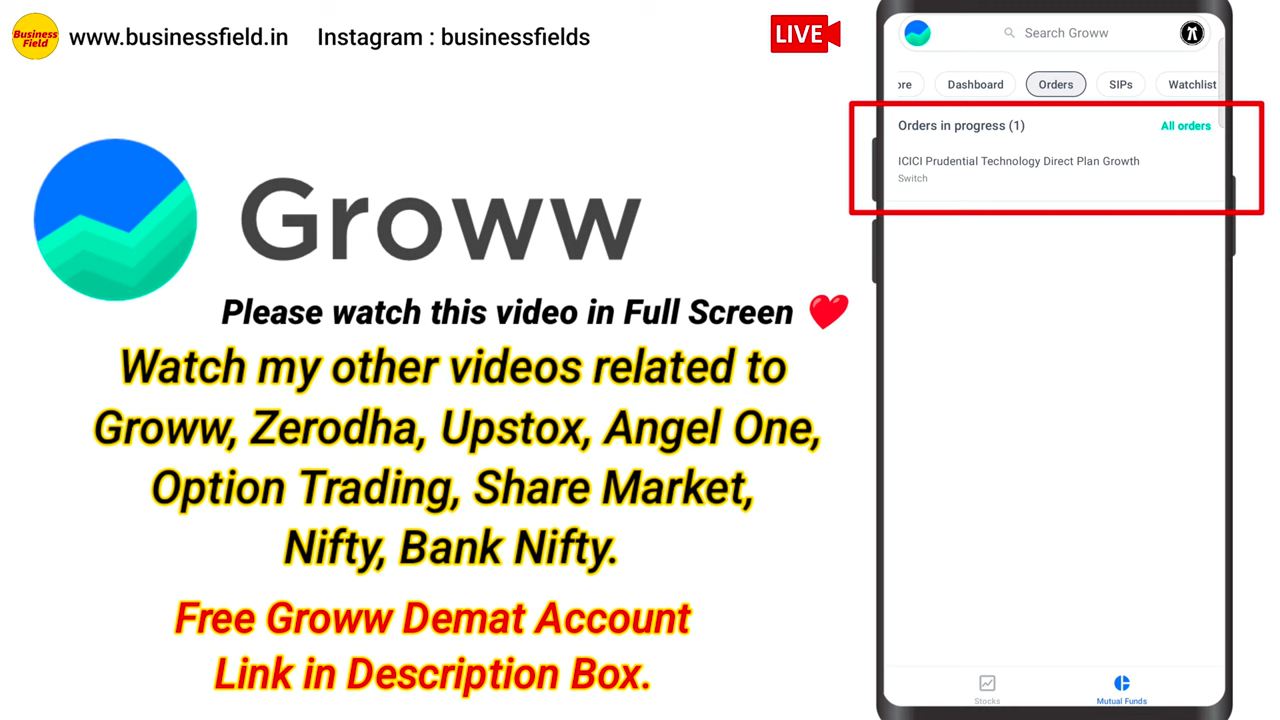 Business
Field
www.businessfield.in
Instagram : businessfields
LIVE
Groww
Please watch this video in Full Screen
Watch my other videos related to
Groww, Zerodha, Upstox, Angel One,
Option Trading, Share Market,
Nifty, Bank Nifty.
Free Groww Demat Account
Link in Description Box.
Search Groww
ore Dashboard Orders SIPs Watchlist
Orders in progress (1) All orders
ICICI Prudential Technology Direct Plan Growth
Switch
Stocks Mutual Funds